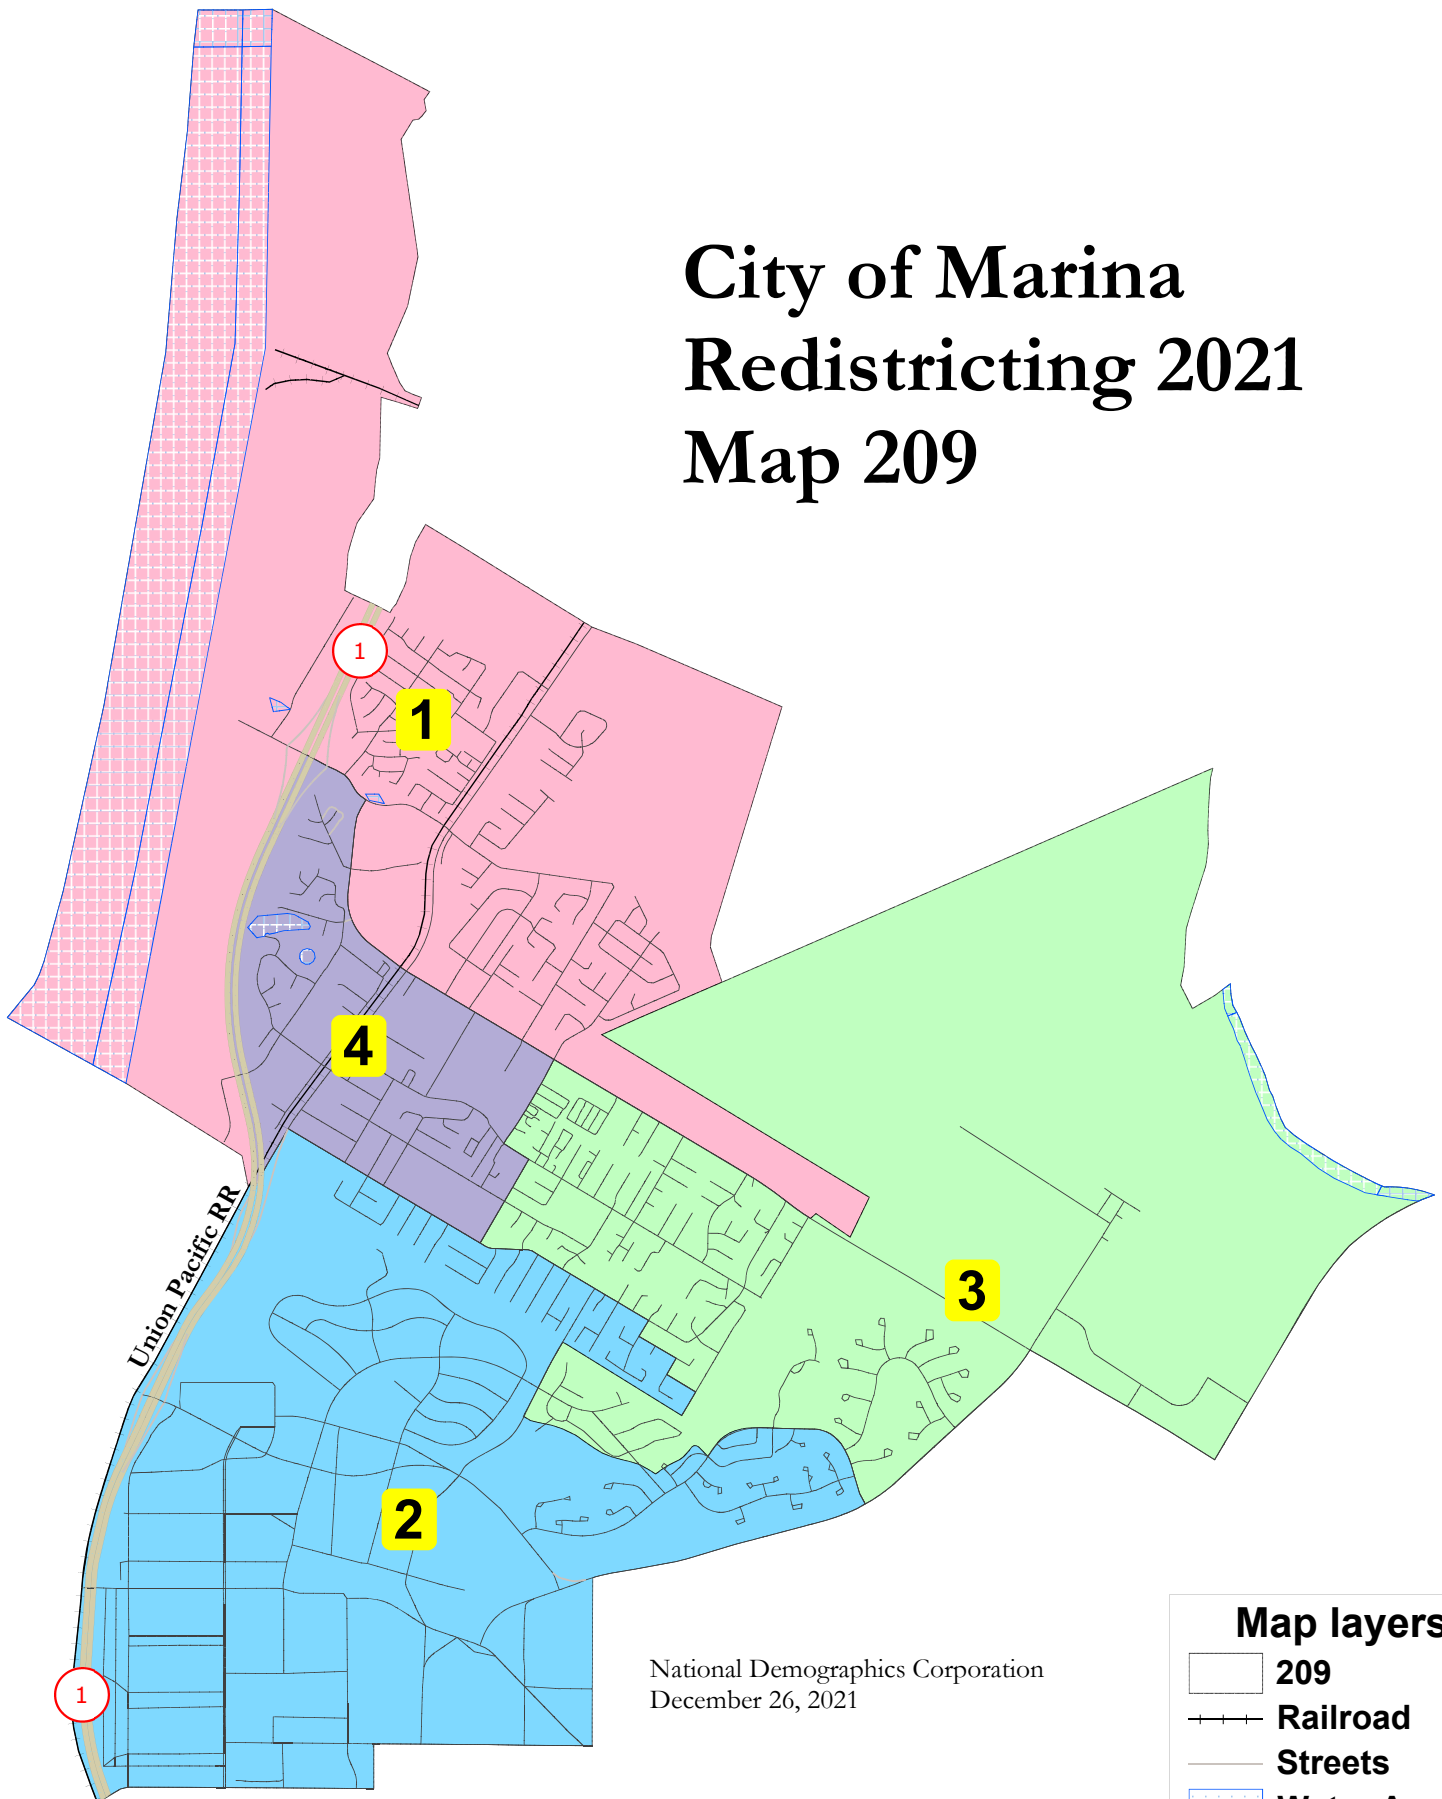 City of Marina
Redistricting 2021
Map 209
1
1
4
3
Union Pacific RR
2
1
National Demographics Corporation
December 26, 2021
Map layers
209
Railroad
Streets